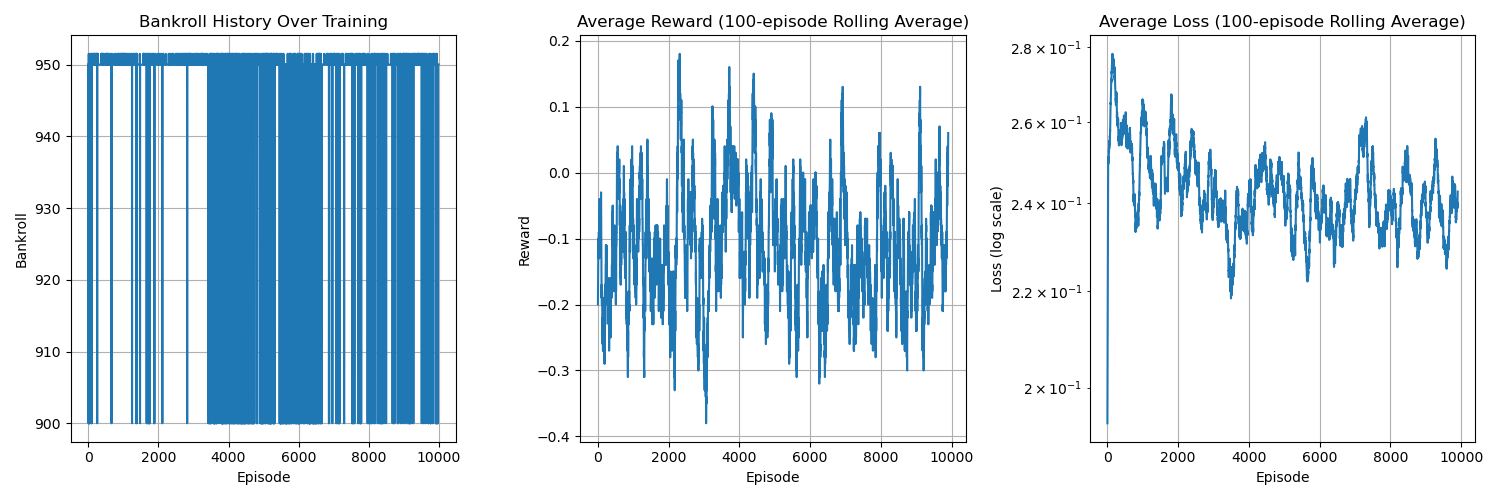 Bankroll History Over Training
Bankroll
950
940
930
920
910
900
0 2000 4000 6000 8000 10000
Episode
Average Reward (100-episode Rolling Average)
Reward
0.2
0.1
0.0
−0.1
−0.2
−0.3
−0.4
0 2000 4000 6000 8000 10000
Episode
Average Loss (100-episode Rolling Average)
Loss (log scale)
2.8 × 10⁻¹
2.6 × 10⁻¹
2.4 × 10⁻¹
2.2 × 10⁻¹
2 × 10⁻¹
0 2000 4000 6000 8000 10000
Episode